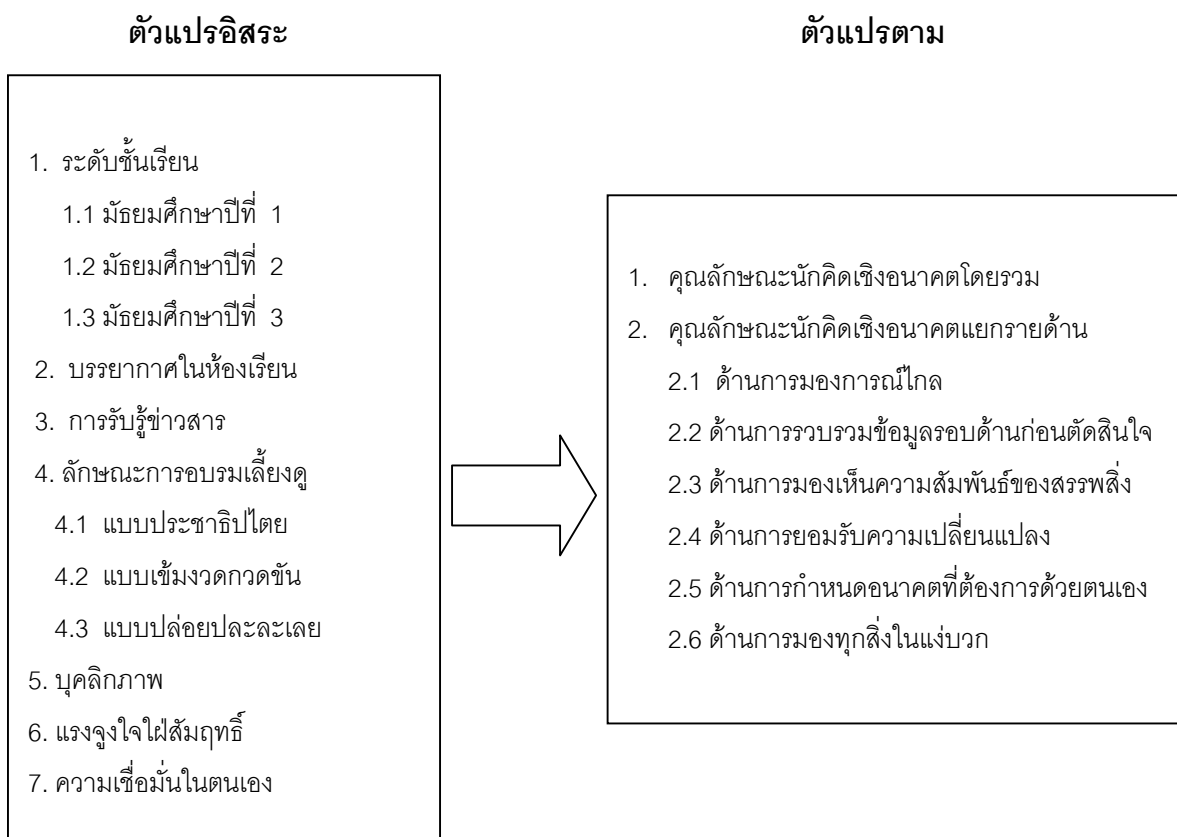 ตัวแปรอิสระ
1. ระดับชั้นเรียน
1.1 มัธยมศึกษาปีที่ 1
1.2 มัธยมศึกษาปีที่ 2
1.3 มัธยมศึกษาปีที่ 3
2. บรรยากาศในห้องเรียน
3. การรับรู้ข่าวสาร
4. ลักษณะการอบรมเลี้ยงดู
4.1 แบบประชาธิปไตย
4.2 แบบเข้มงวดกวดขัน
4.3 แบบปล่อยปละละเลย
5. บุคลิกภาพ
6. แรงจูงใจใฝ่สัมฤทธิ์
7. ความเชื่อมั่นในตนเอง
ตัวแปรตาม
1. คุณลักษณะนักคิดเชิงอนาคตโดยรวม
2. คุณลักษณะนักคิดเชิงอนาคตแยกรายด้าน
2.1 ด้านการมองการณ์ไกล
2.2 ด้านการรวบรวมข้อมูลรอบด้านก่อนตัดสินใจ
2.3 ด้านการมองเห็นความสัมพันธ์ของสรรพสิ่ง
2.4 ด้านการยอมรับความเปลี่ยนแปลง
2.5 ด้านการกำหนดอนาคตที่ต้องการด้วยตนเอง
2.6 ด้านการมองทุกสิ่งในแง่บวก